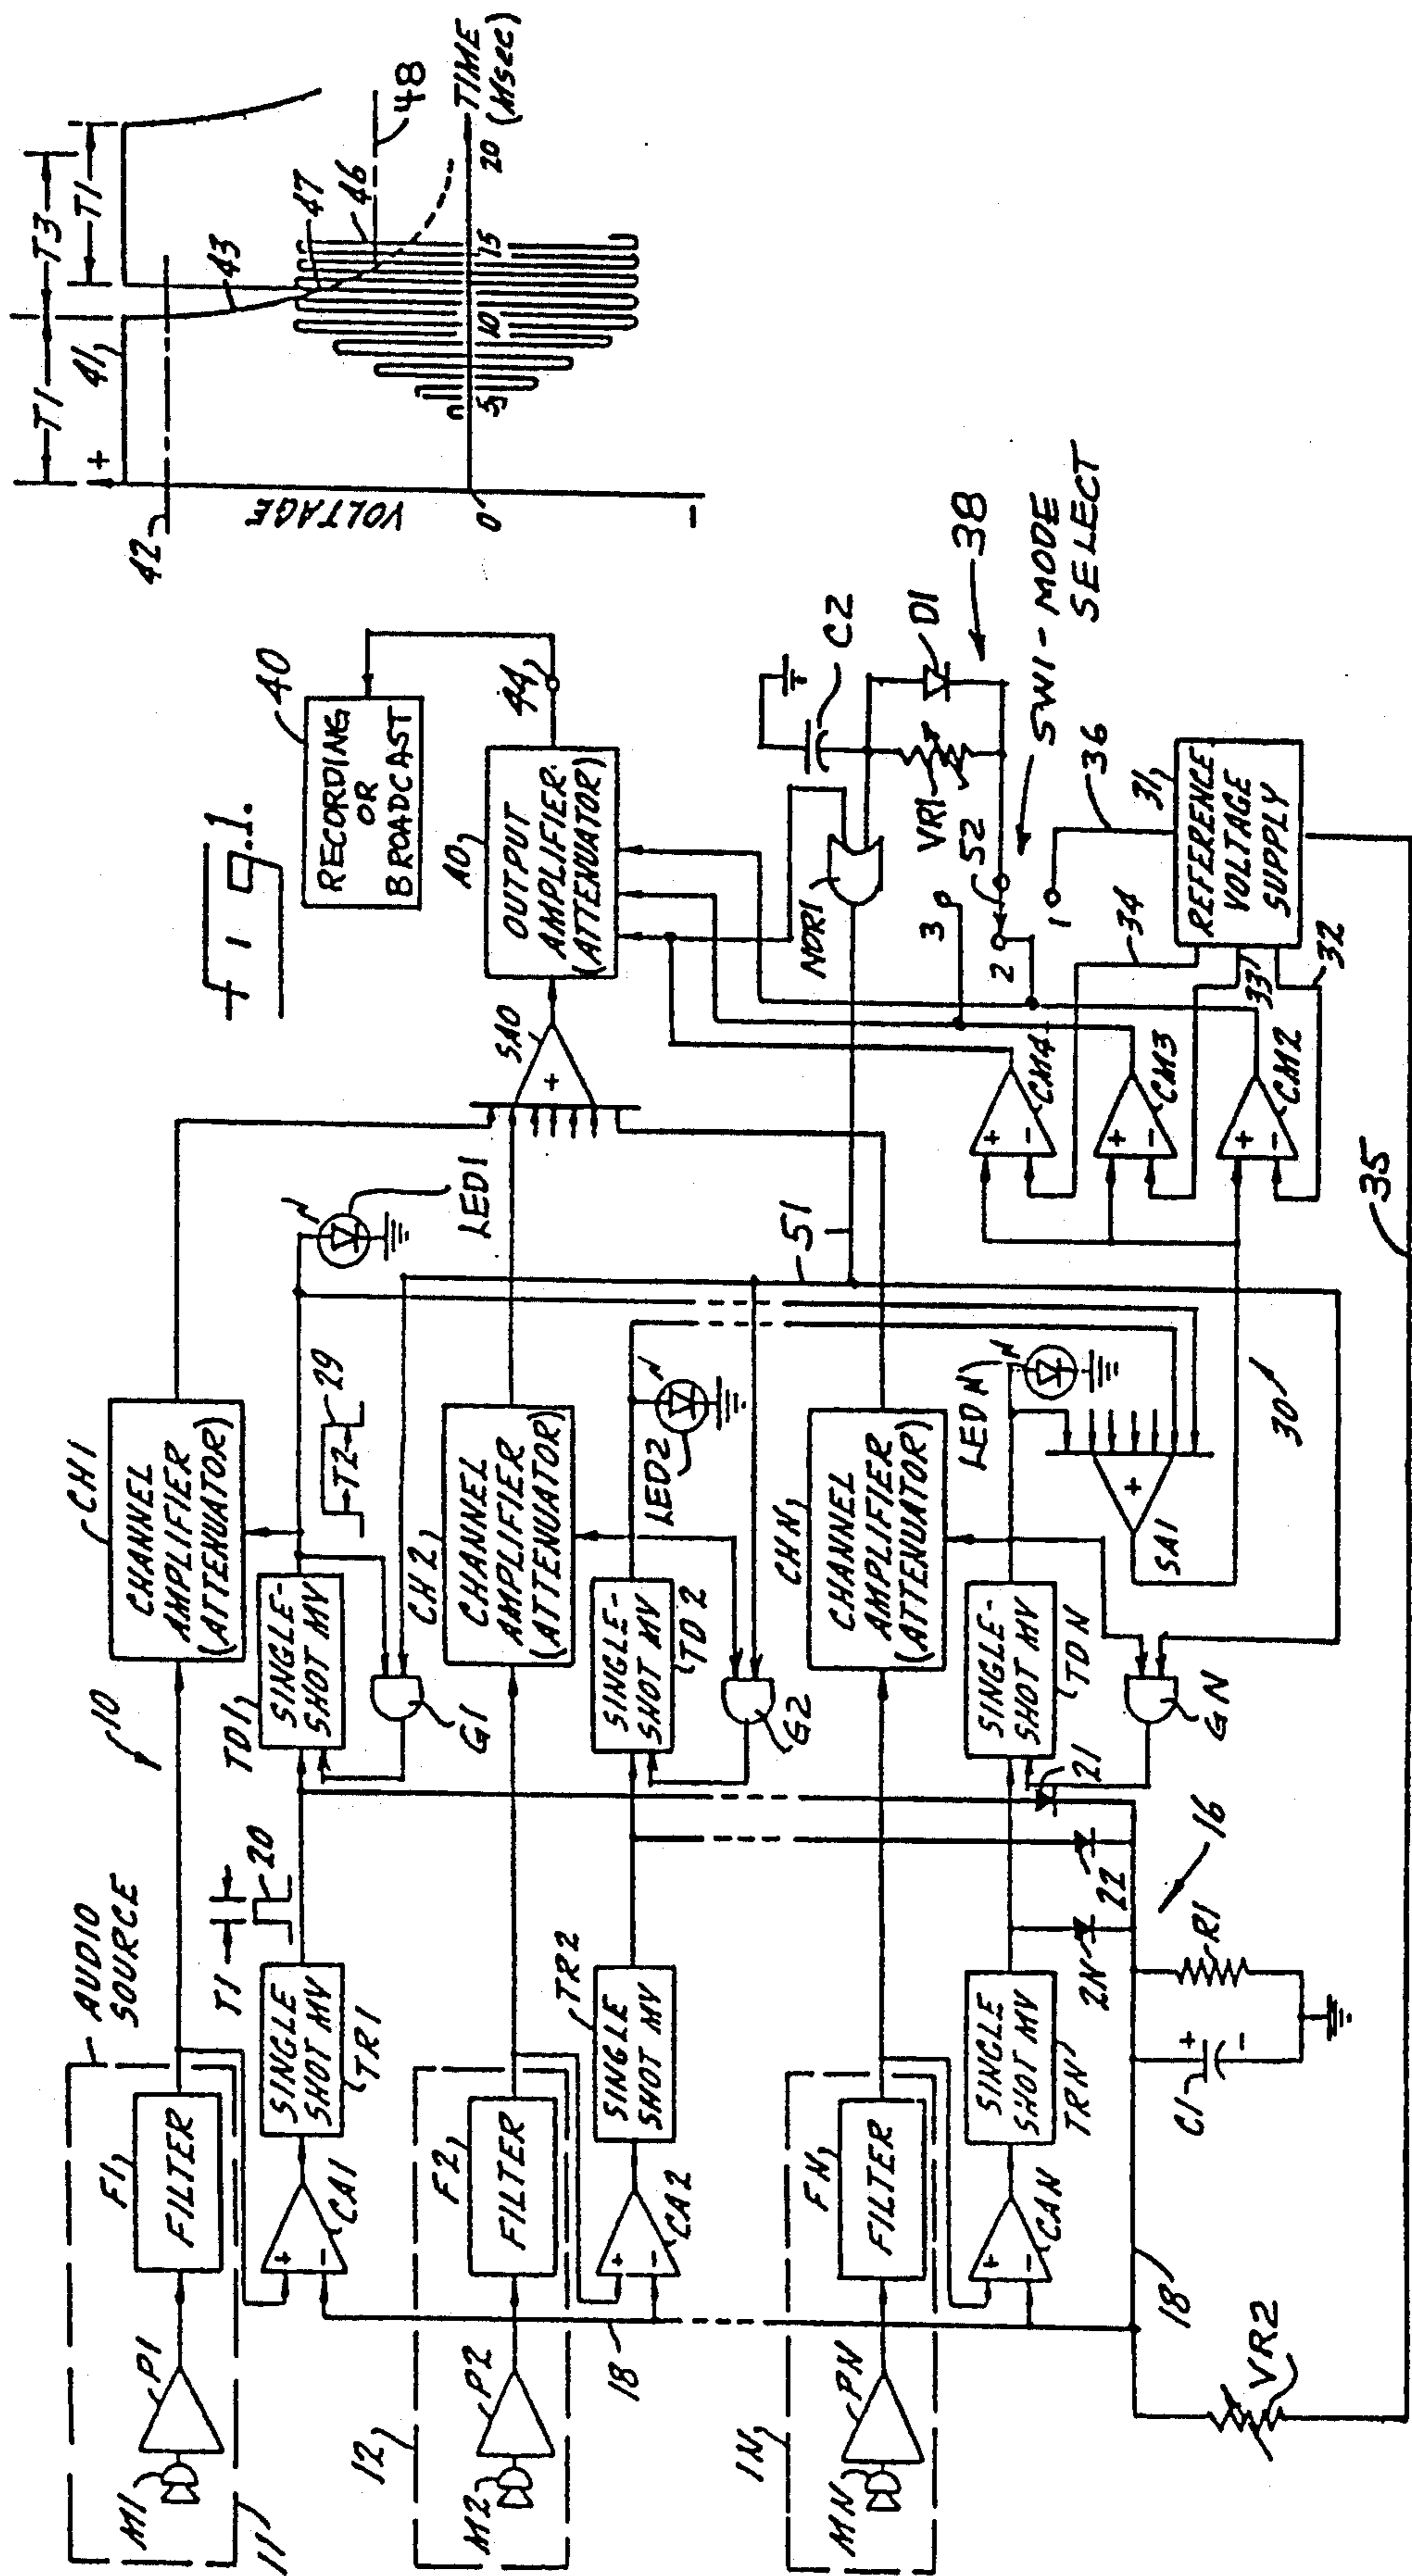 Fig. 1.
AUDIO
SOURCE
10
CH1
CHANNEL
AMPLIFIER
(ATTENUATOR)
F1
FILTER
P1
M1
11
CA1
+
-
SINGLE
SHOT MV
TR1
T1
20
TD1
SINGLE-
SHOT MV
G1
T2
29
LED1
12
F2
FILTER
P2
M2
CA2
+
-
TR2
SINGLE
SHOT MV
CH2
CHANNEL
AMPLIFIER
(ATTENUATOR)
SINGLE-
SHOT MV
TD2
G2
LED2
18
1N
FN
FILTER
PN
MN
CAN
+
-
SINGLE
SHOT MV
TRN
CHN
CHANNEL
AMPLIFIER
(ATTENUATOR)
SINGLE-
SHOT MV
TDN
GN
LED N
SA1
+
21
22
2N
16
R1
C1
+
-
18
VR2
30
35
51
SAO
+
AO
OUTPUT
AMPLIFIER
(ATTENUATOR)
44
40
RECORDING
OR
BROADCAST
NOR1
C2
VR1
D1
38
52
SW1-MODE
SELECT
3
2
1
36
34
33
32
CM4
+
-
CM3
+
-
CM2
+
-
31
REFERENCE
VOLTAGE
SUPPLY
T1
T3
T1
41
42
43
47
46
48
+
VOLTAGE
0
-
5
10
15
20
TIME
(Msec)